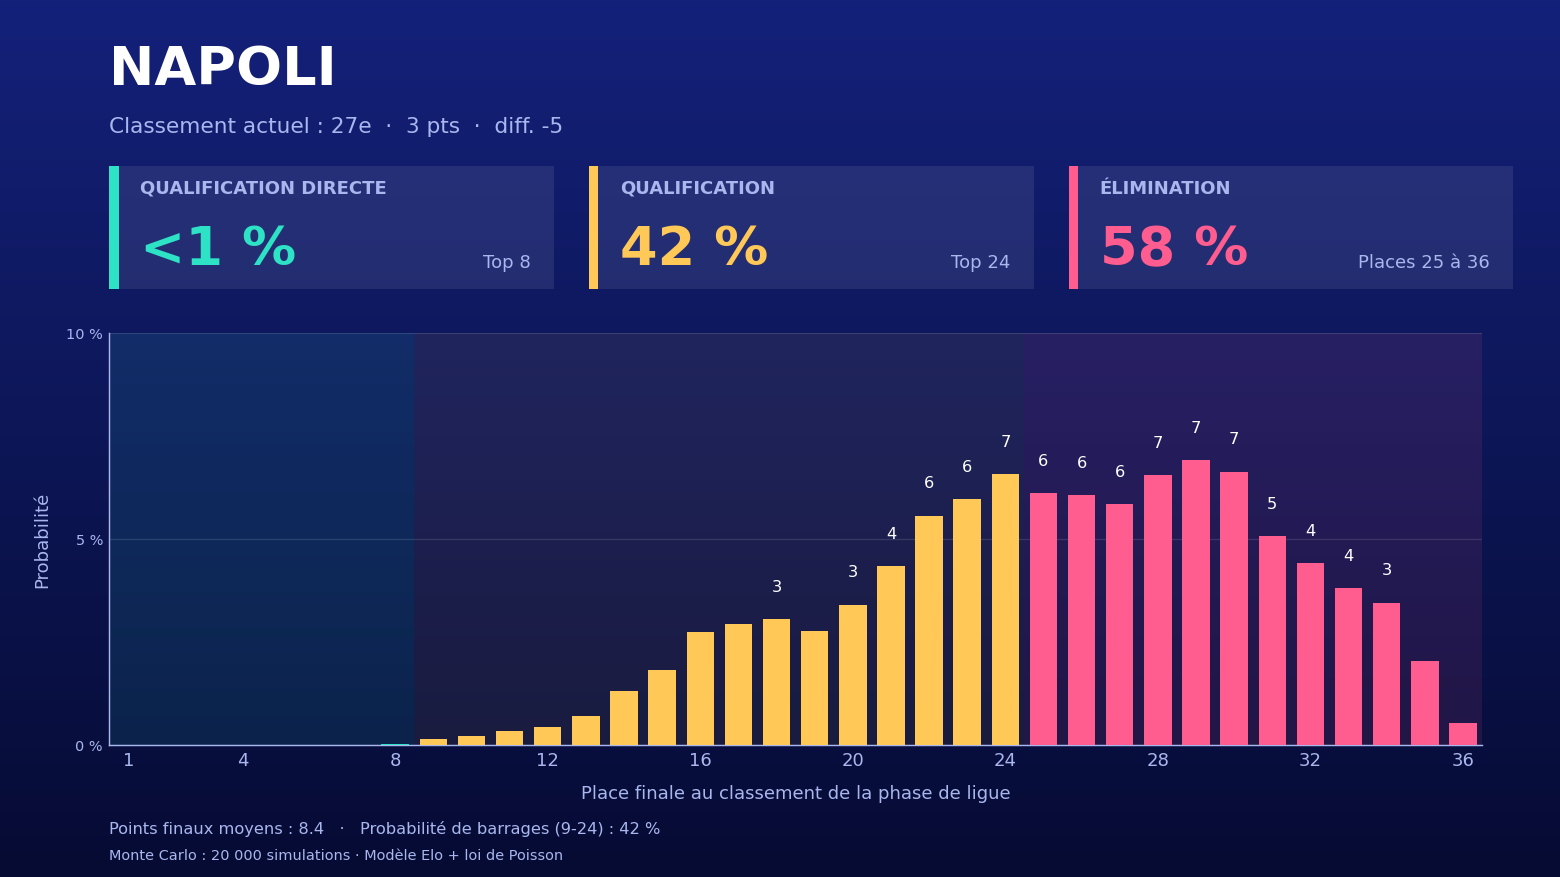 NAPOLI
Classement actuel : 27e · 3 pts · diff. -5
QUALIFICATION DIRECTE
<1 %
Top 8
QUALIFICATION
42 %
Top 24
ÉLIMINATION
58 %
Places 25 à 36
10 %
5 %
0 %
Probabilité
3
3
4
6
6
7
6
6
6
7
7
7
5
4
4
3
1
4
8
12
16
20
24
28
32
36
Place finale au classement de la phase de ligue
Points finaux moyens : 8.4 · Probabilité de barrages (9-24) : 42 %
Monte Carlo : 20 000 simulations · Modèle Elo + loi de Poisson